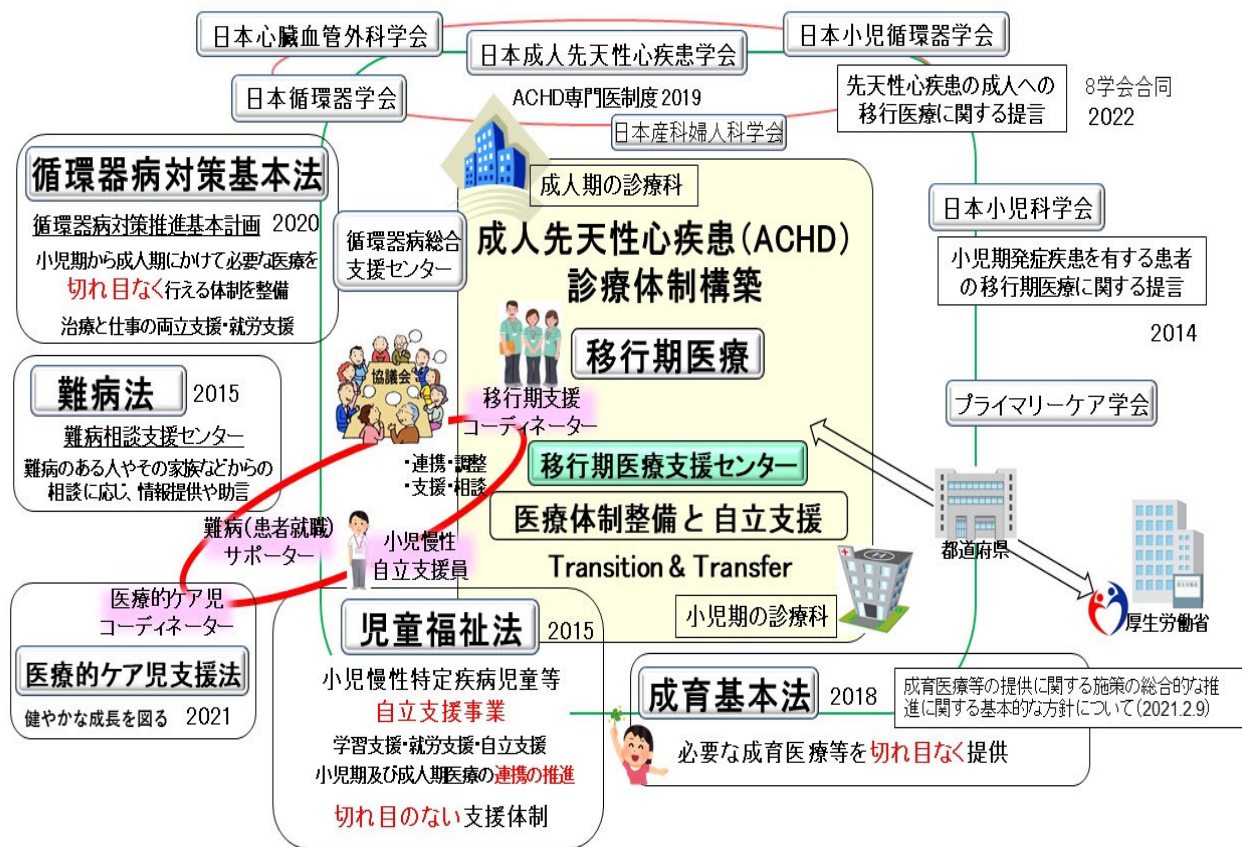 日本心臓血管外科学会
日本成人先天性心疾患学会
日本小児循環器学会
日本循環器学会
ACHD専門医制度2019
日本産科婦人科学会
先天性心疾患の成人への
移行医療に関する提言
8学会合同
2022
循環器病対策基本法
循環器病対策推進基本計画 2020
小児期から成人期にかけて必要な医療を
切れ目なく行える体制を整備
治療と仕事の両立支援・就労支援
循環器病総合
支援センター
成人期の診療科
成人先天性心疾患(ACHD)
診療体制構築
移行期医療
日本小児科学会
小児期発症疾患を有する患者
の移行期医療に関する提言
2014
難病法 2015
難病相談支援センター
難病のある人やその家族などからの
相談に応じ、情報提供や助言
協議会
移行期支援
コーディネーター
・連携・調整
・支援・相談
移行期医療支援センター
医療体制整備と自立支援
Transition & Transfer
小児期の診療科
プライマリーケア学会
都道府県
厚生労働省
難病(患者就職)
サポーター
小児慢性
自立支援員
医療的ケア児
コーディネーター
医療的ケア児支援法
健やかな成長を図る 2021
児童福祉法 2015
小児慢性特定疾病児童等
自立支援事業
学習支援・就労支援・自立支援
小児期及び成人期医療の連携の推進
切れ目のない支援体制
成育基本法 2018
成育医療等の提供に関する施策の総合的な推
進に関する基本的な方針について(2021.2.9)
必要な成育医療等を切れ目なく提供